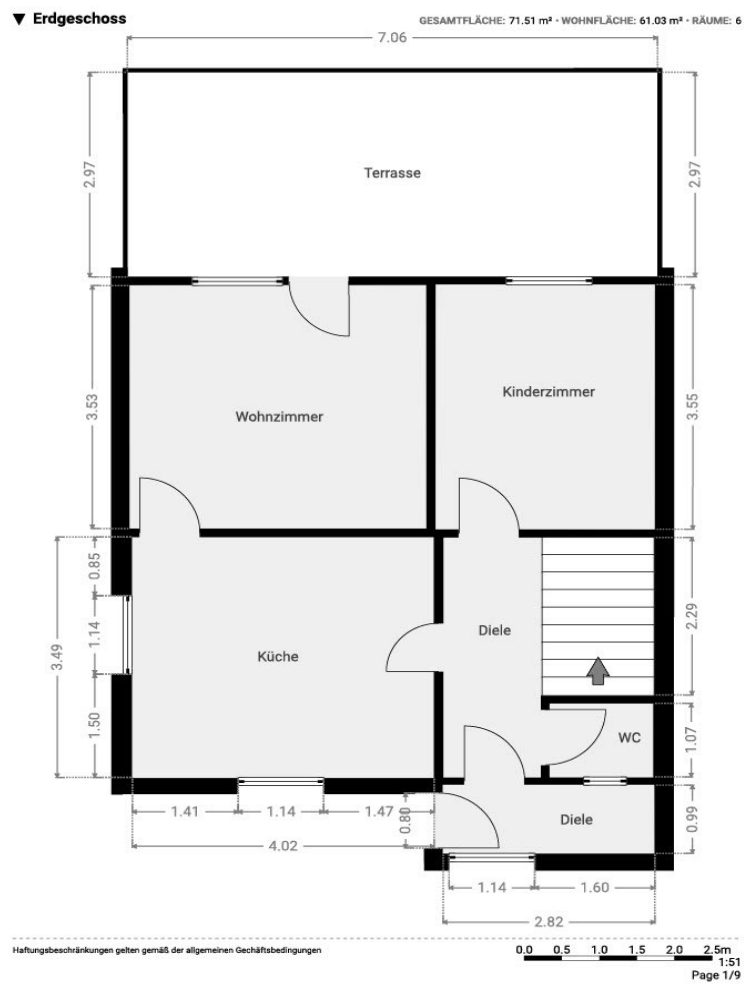 ▼ Erdgeschoss
GESAMTFLÄCHE: 71.51 m² · WOHNFLÄCHE: 61.03 m² · RÄUME: 6
7.06
2.97
Terrasse
2.97
3.53
Wohnzimmer
Kinderzimmer
3.55
0.85
3.49
1.14
Küche
Diele
2.29
1.50
WC
1.07
1.41
1.14
1.47
0.80
Diele
0.99
4.02
1.14
1.60
2.82
Haftungsbeschränkungen gelten gemäß der allgemeinen Gechäftsbedingungen
0.0 0.5 1.0 1.5 2.0 2.5m
1:51
Page 1/9